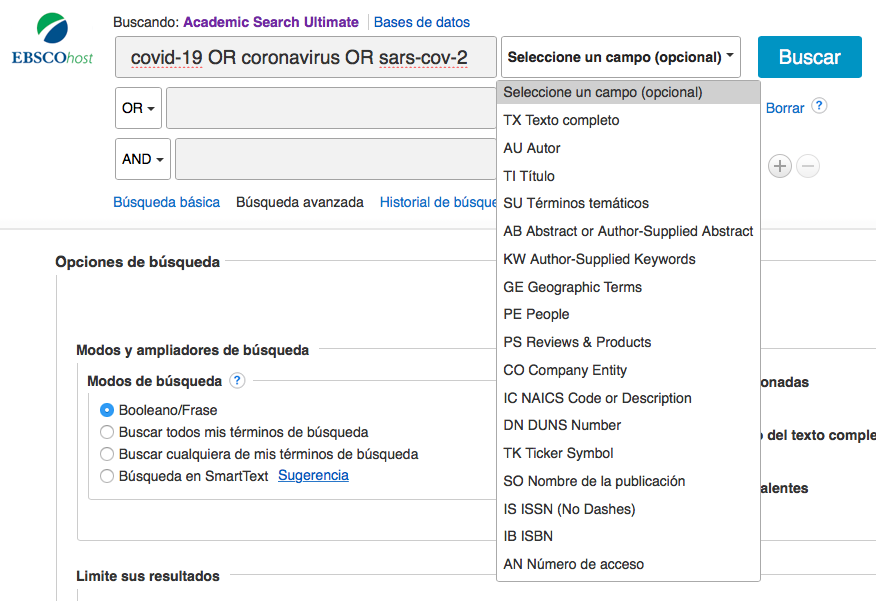 Buscando: Academic Search Ultimate Bases de datos
EBSCOhost
covid-19 OR coronavirus OR sars-cov-2
Seleccione un campo (opcional)
Buscar
Seleccione un campo (opcional)
OR
TX Texto completo
Borrar ?
AU Autor
AND
TI Título
Búsqueda básica Búsqueda avanzada Historial de
SU Términos temáticos
AB Abstract or Author-Supplied Abstract
Opciones de búsqueda
KW Author-Supplied Keywords
GE Geographic Terms
PE People
Modos y ampliadores de búsqueda
PS Reviews & Products
Modos de búsqueda ?
CO Company Entity
IC NAICS Code or Description
Booleano/Frase
DN DUNS Number
Buscar todos mis términos de búsqueda
del texto
Buscar cualquiera de mis términos de búsqueda
TK Ticker Symbol
Búsqueda en SmartText Sugerencia
SO Nombre de la publicación
IS ISSN (No Dashes)
IB ISBN
AN Número de acceso
Limite sus resultados